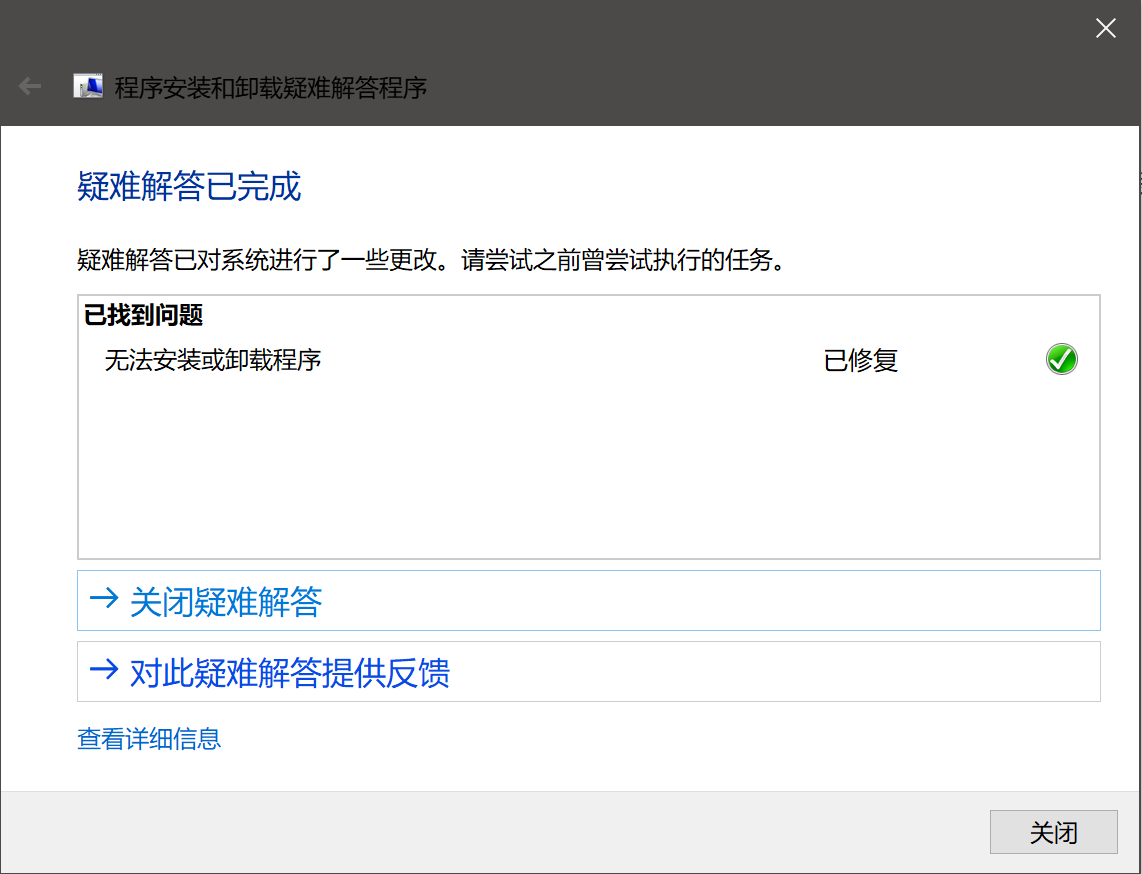 程序安装和卸载疑难解答程序
疑难解答已完成
疑难解答已对系统进行了一些更改。请尝试之前曾尝试执行的任务。
已找到问题
无法安装或卸载程序 已修复
→ 关闭疑难解答
→ 对此疑难解答提供反馈
查看详细信息
关闭